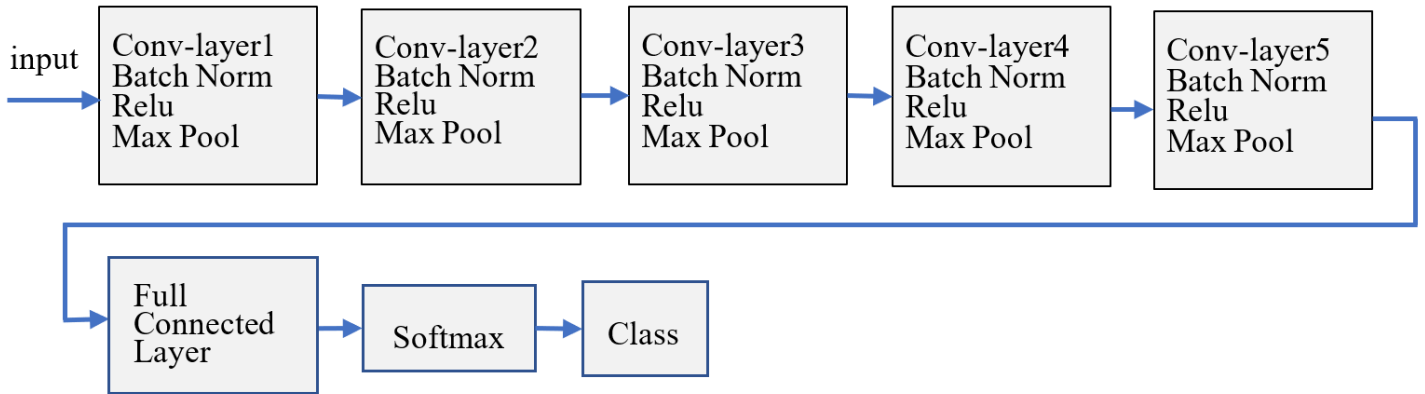 input
Conv-layer1
Batch Norm
Relu
Max Pool
Conv-layer2
Batch Norm
Relu
Max Pool
Conv-layer3
Batch Norm
Relu
Max Pool
Conv-layer4
Batch Norm
Relu
Max Pool
Conv-layer5
Batch Norm
Relu
Max Pool
Full
Connected
Layer
Softmax
Class